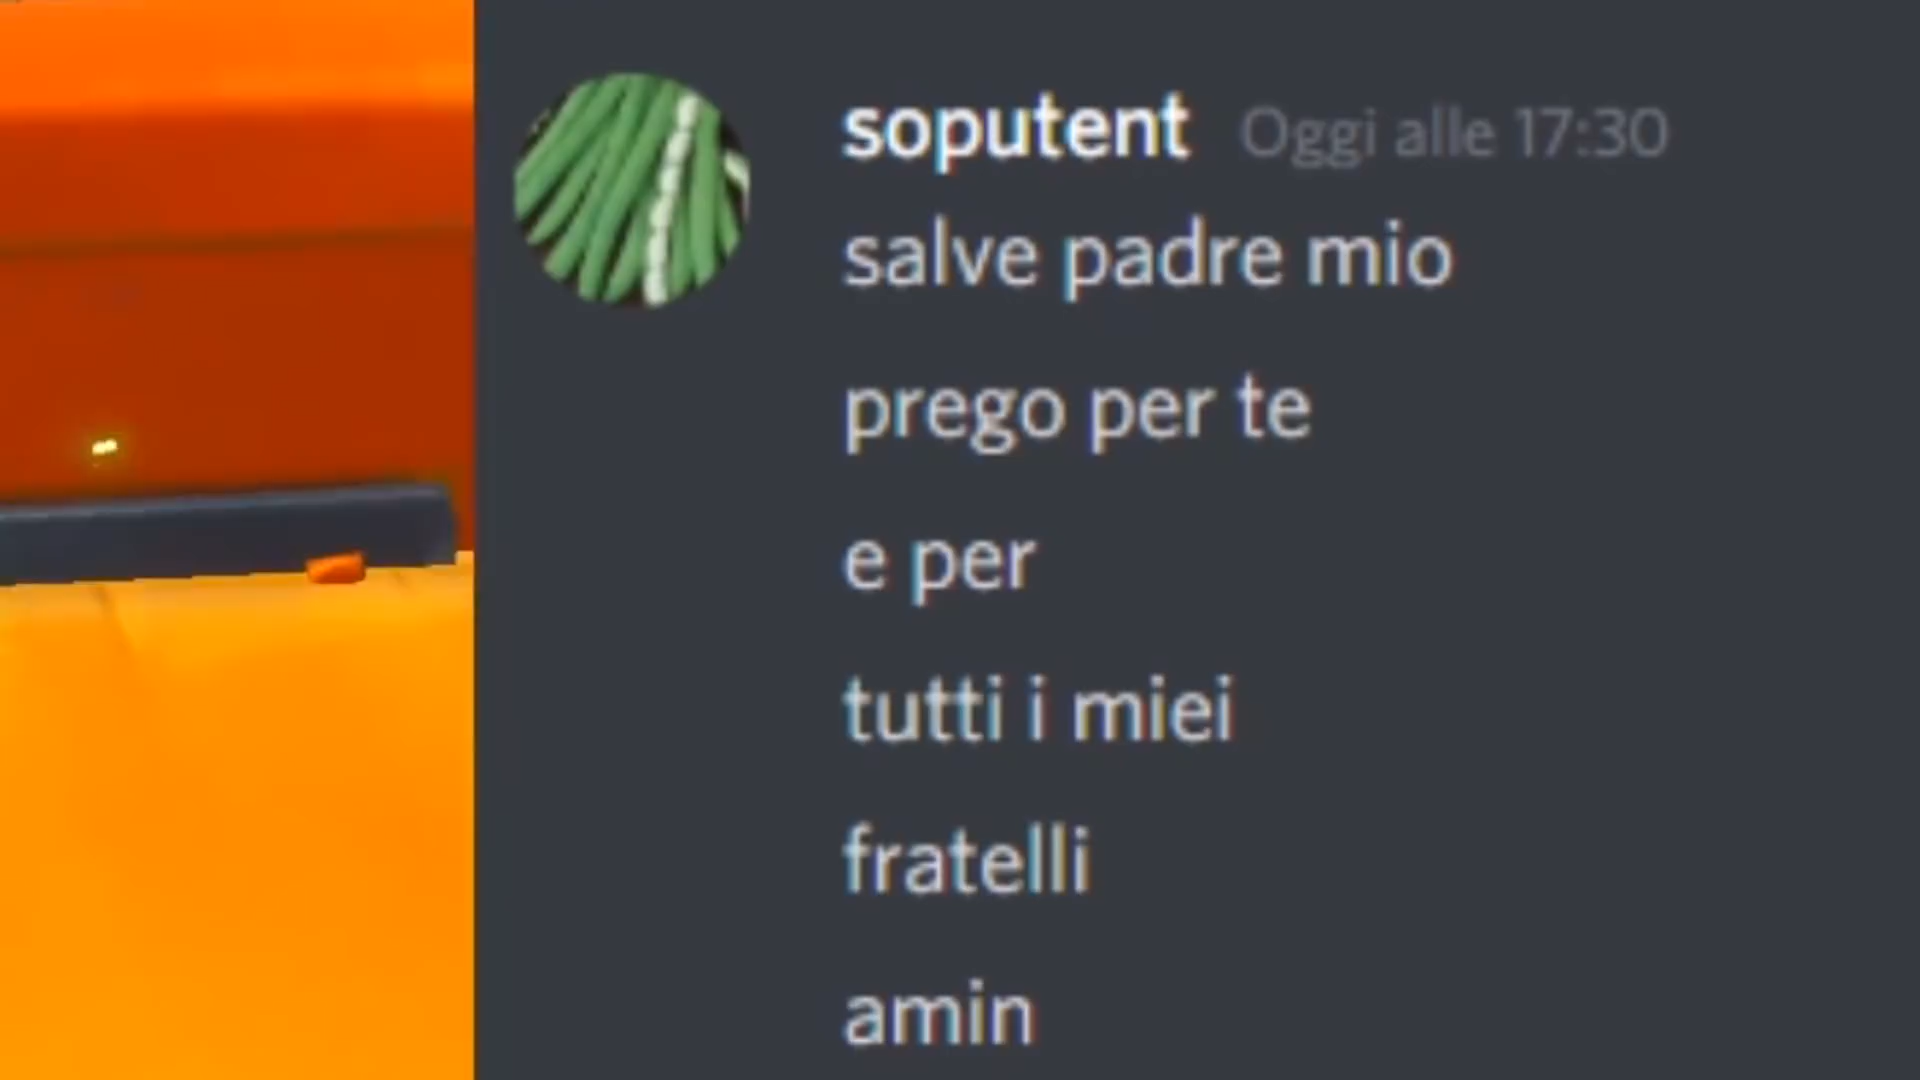 soputent Oggi alle 17:30
salve padre mio
prego per te
e per
tutti i miei
fratelli
amin